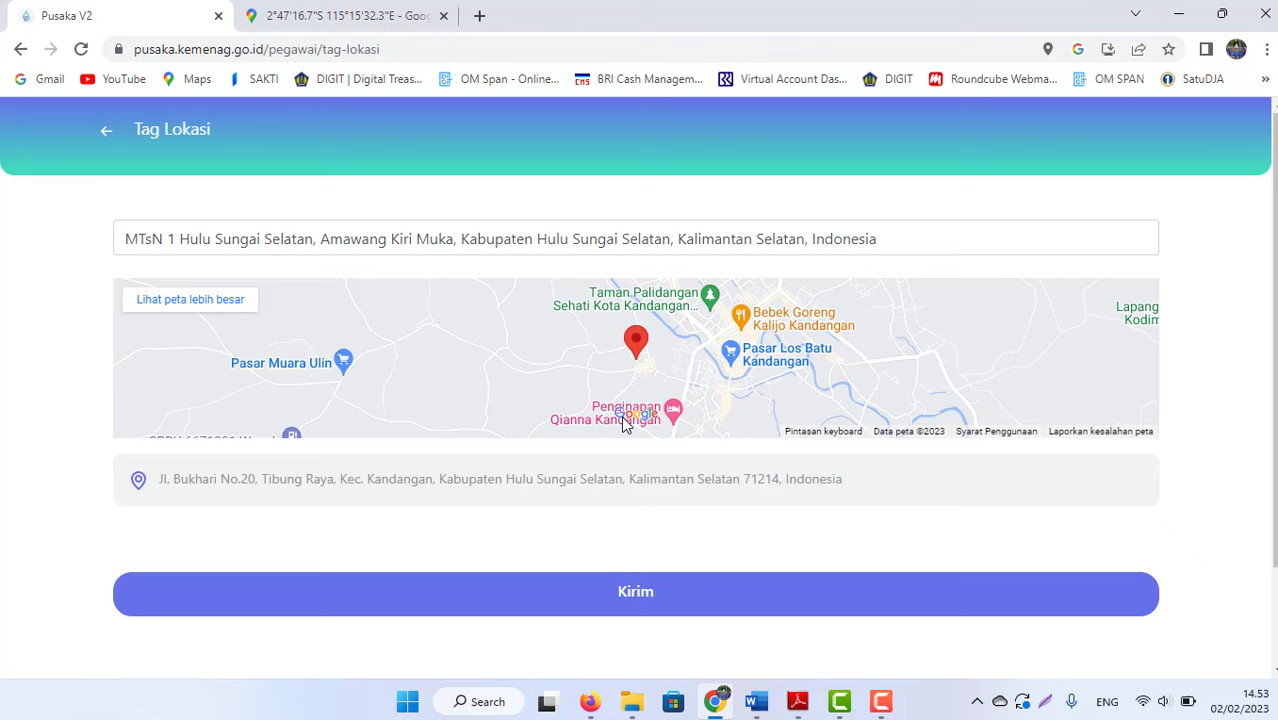 Pusaka V2
2°47'16.7"S 115°15'32.3"E - Goog
pusaka.kemenag.go.id/pegawai/tag-lokasi
Gmail
YouTube
Maps
SAKTI
DIGIT | Digital Treas...
OM Span - Online...
CMS
BRI Cash Managem...
Virtual Account Das...
DIGIT
Roundcube Webma...
OM SPAN
SatuDJA
Tag Lokasi
MTsN 1 Hulu Sungai Selatan, Amawang Kiri Muka, Kabupaten Hulu Sungai Selatan, Kalimantan Selatan, Indonesia
Lihat peta lebih besar
Taman Palidangan
Sehati Kota Kandangan...
Bebek Goreng
Kalijo Kandangan
Lapang
Kodim
Pasar Muara Ulin
Pasar Los Batu
Kandangan
Penginapan
Qianna Kandangan
Google
Pintasan keyboard
Data peta ©2023
Syarat Penggunaan
Laporkan kesalahan peta
Jl. Bukhari No.20, Tibung Raya, Kec. Kandangan, Kabupaten Hulu Sungai Selatan, Kalimantan Selatan 71214, Indonesia
Kirim
Search
ENG
14.53
02/02/2023